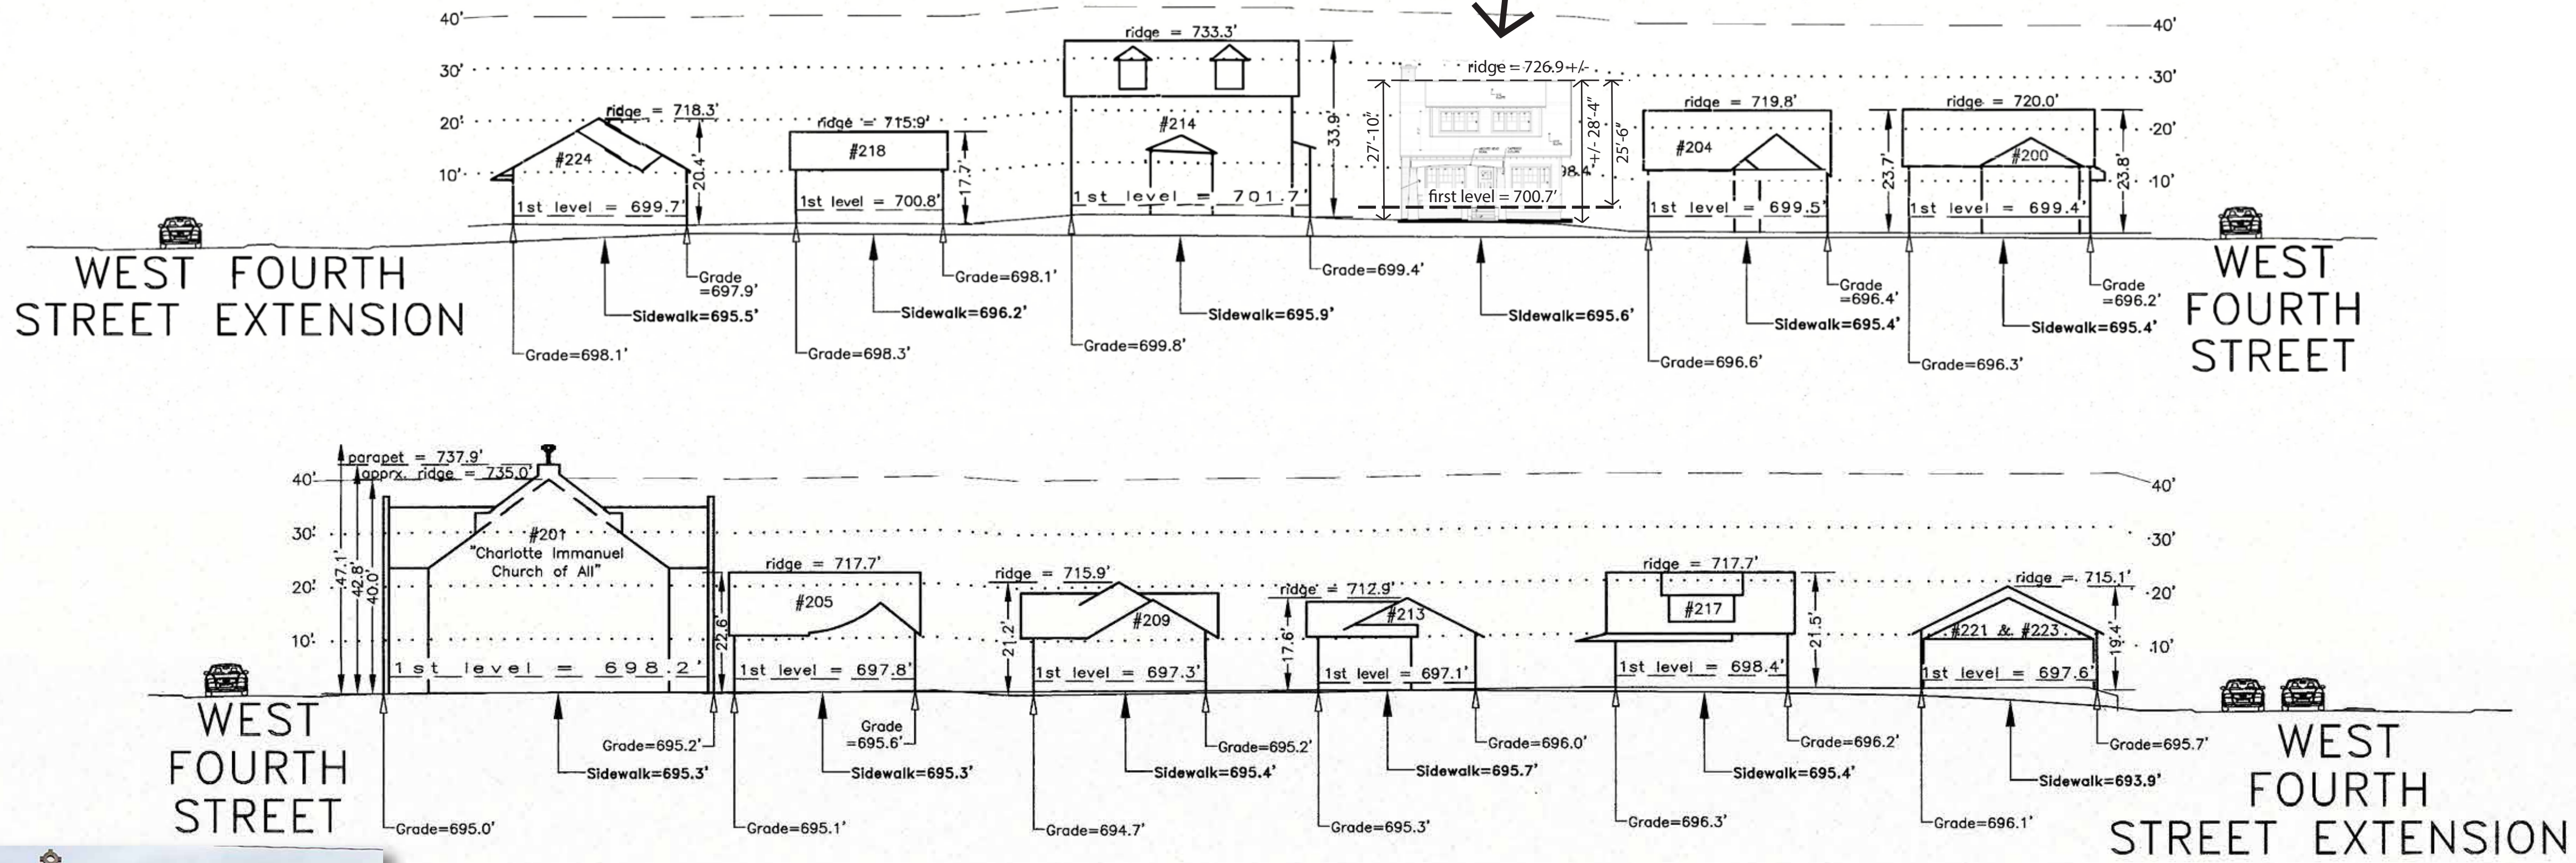 40'
40'
ridge = 733.3'
ridge = 726.9+/-
30'
30'
ridge = 718.3'
ridge = 715.9'
ridge = 719.8'
ridge = 720.0'
20'
20'
#224
#218
#214
#204
#200
10'
10'
20.4'
17.7'
33.9'
27'-10"
98.4'
+/- 28'-4"
25'-6"
23.7'
23.8'
1st level = 699.7'
1st level = 700.8'
1st level = 701.7'
first level = 700.7'
1st level = 699.5'
1st level = 699.4'
WEST FOURTH
STREET EXTENSION
Grade
=697.9'
Sidewalk=695.5'
Grade=698.1'
Grade=698.1'
Sidewalk=696.2'
Grade=698.3'
Grade=699.4'
Sidewalk=695.9'
Grade=699.8'
Sidewalk=695.6'
Grade
=696.4'
Sidewalk=695.4'
Grade=696.6'
Grade
=696.2'
Sidewalk=695.4'
Grade=696.3'
WEST
FOURTH
STREET
parapet = 737.9'
apprx. ridge = 735.0'
40'
40'
30'
30'
20'
20'
10'
10'
47.1'
42.8'
40.0'
#201
"Charlotte Immanuel
Church of All"
1st level = 698.2'
22.6'
ridge = 717.7'
#205
1st level = 697.8'
ridge = 715.9'
21.2'
#209
1st level = 697.3'
ridge = 712.9'
17.6'
#213
1st level = 697.1'
ridge = 717.7'
#217
21.5'
1st level = 698.4'
ridge = 715.1'
#221 & #223
19.4'
1st level = 697.6'
WEST
FOURTH
STREET
Grade=695.2'
Sidewalk=695.3'
Grade=695.0'
Grade
=695.6'
Sidewalk=695.3'
Grade=695.1'
Grade=695.2'
Sidewalk=695.4'
Grade=694.7'
Grade=696.0'
Sidewalk=695.7'
Grade=695.3'
Grade=696.2'
Sidewalk=695.4'
Grade=696.3'
Grade=695.7'
Sidewalk=693.9'
Grade=696.1'
WEST
FOURTH
STREET EXTENSION